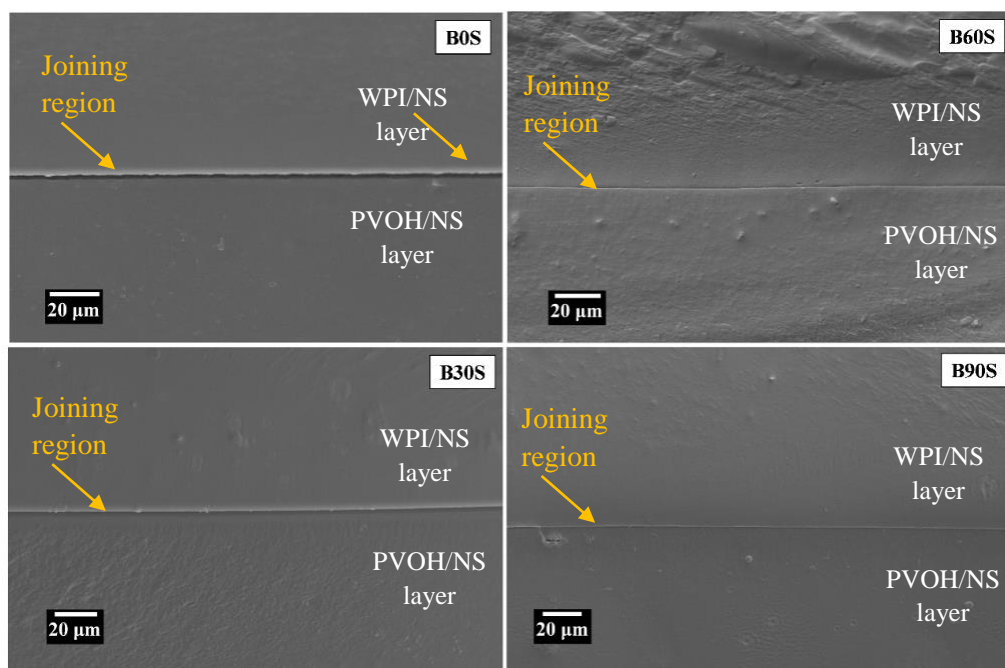 B0S
Joining
region
WPI/NS
layer
PVOH/NS
layer
20 µm
B60S
Joining
region
WPI/NS
layer
PVOH/NS
layer
20 µm
B30S
Joining
region
WPI/NS
layer
PVOH/NS
layer
20 µm
B90S
Joining
region
WPI/NS
layer
PVOH/NS
layer
20 µm